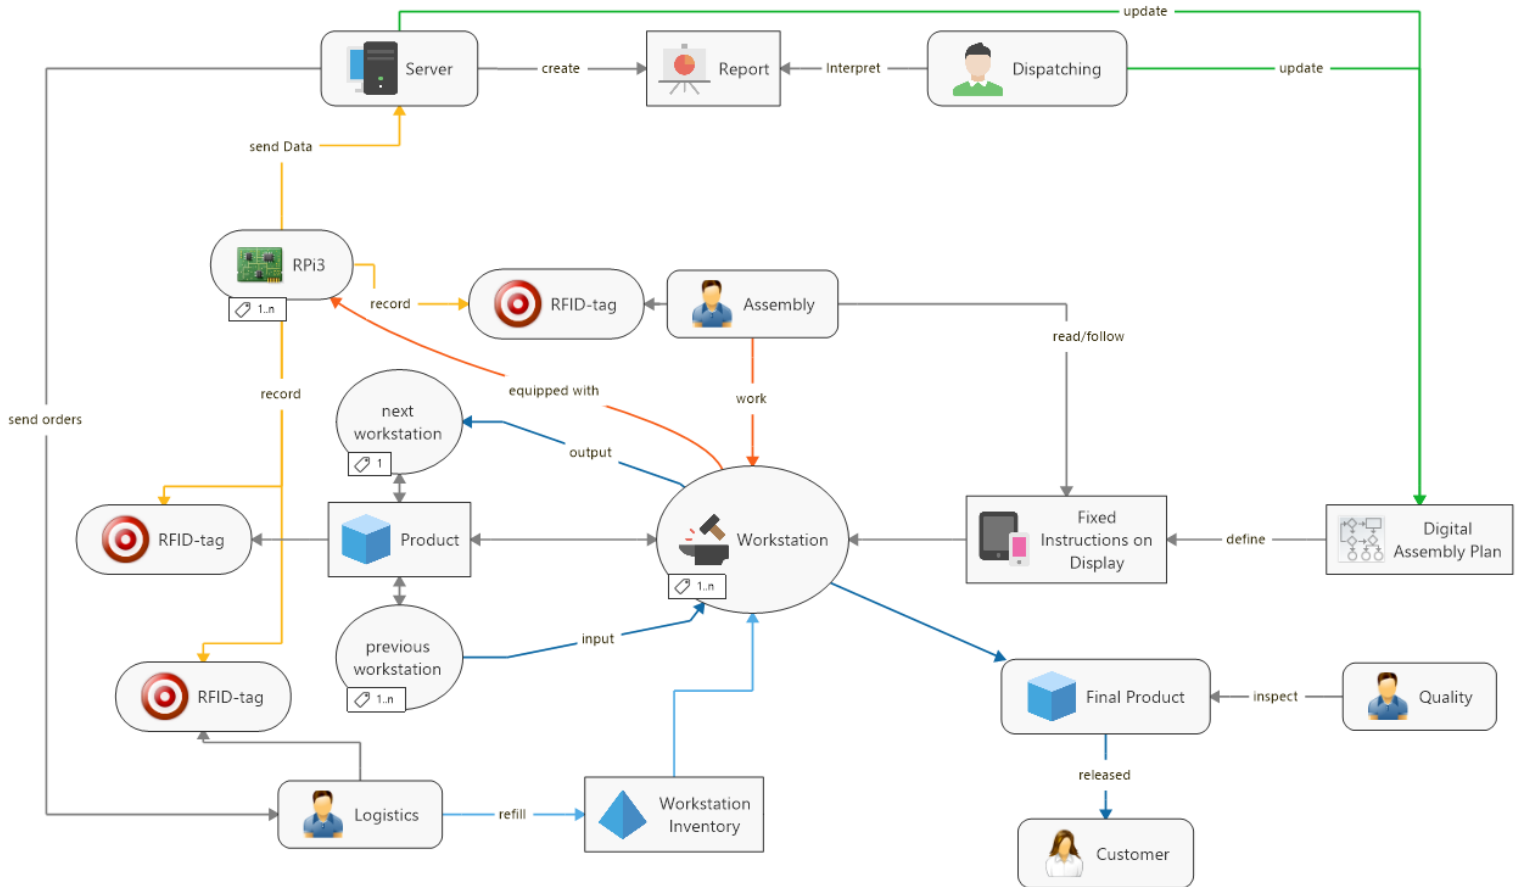 update
Server
create
Report
Interpret
Dispatching
update
send Data
RPi3
1..n
record
RFID-tag
Assembly
read/follow
record
equipped with
work
send orders
next
workstation
1
output
RFID-tag
Product
Workstation
1..n
Fixed
Instructions on
Display
define
Digital
Assembly Plan
previous
workstation
1..n
input
RFID-tag
Final Product
inspect
Quality
released
Logistics
refill
Workstation
Inventory
Customer